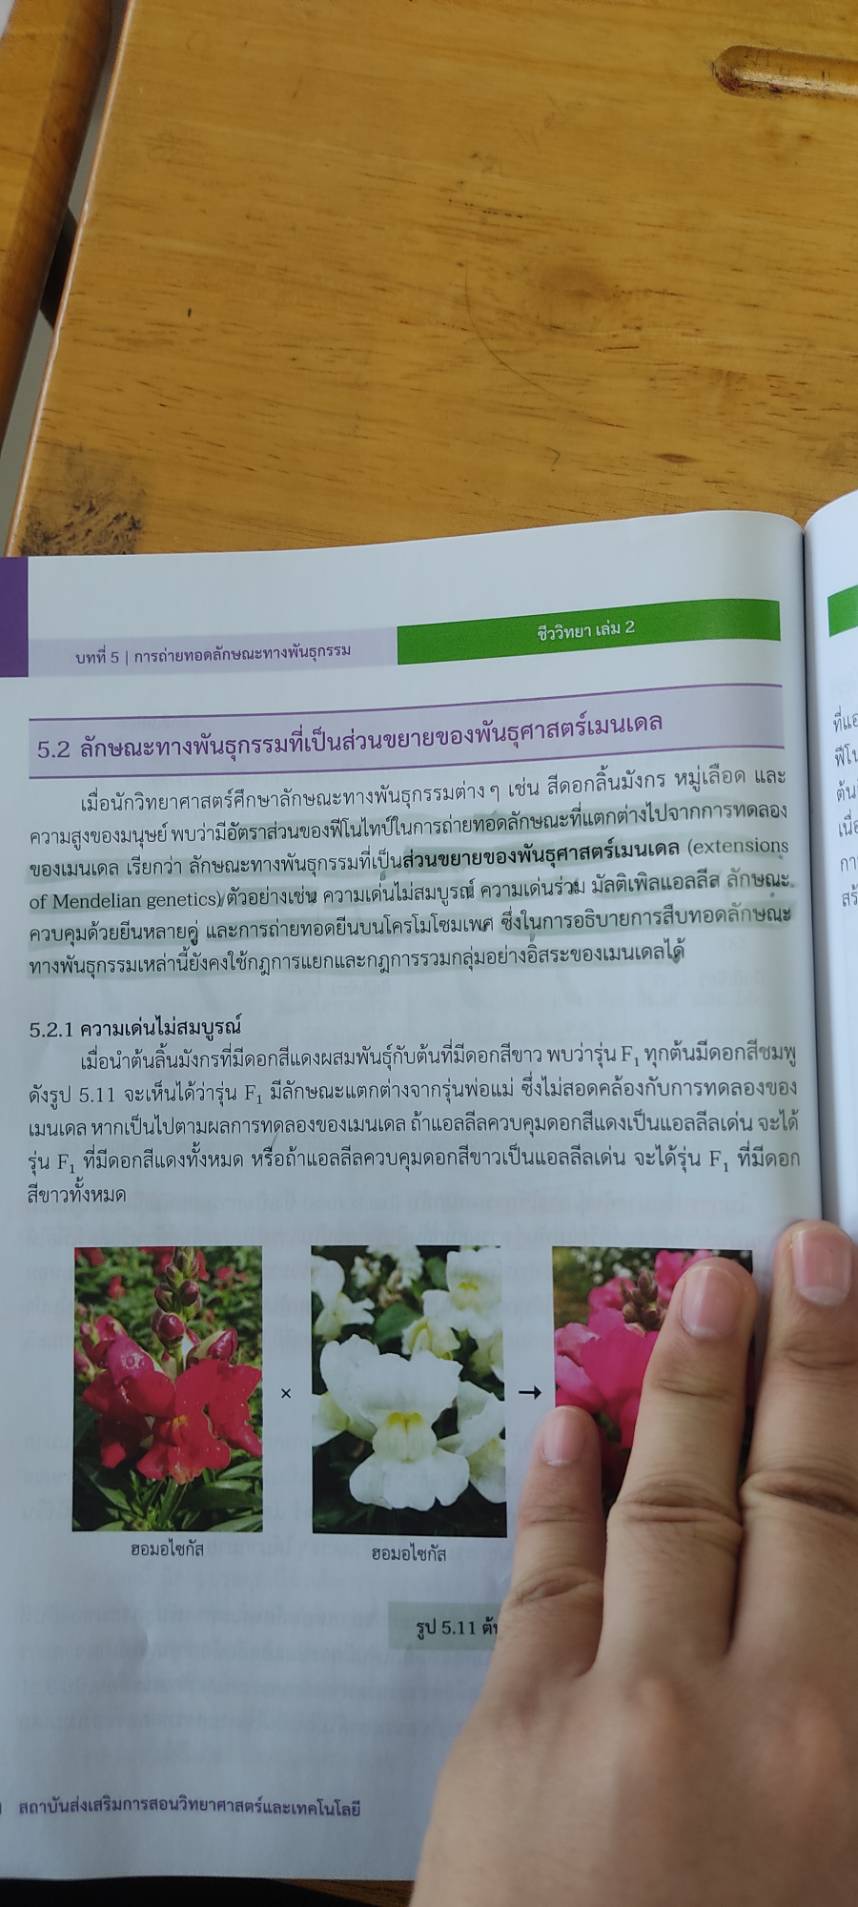 บทที่ 5 | การถ่ายทอดลักษณะทางพันธุกรรม
ชีววิทยา เล่ม 2
5.2 ลักษณะทางพันธุกรรมที่เป็นส่วนขยายของพันธุศาสตร์เมนเดล
เมื่อนักวิทยาศาสตร์ศึกษาลักษณะทางพันธุกรรมต่าง ๆ เช่น สีดอกลิ้นมังกร หมู่เลือด และ
ความสูงของมนุษย์ พบว่ามีอัตราส่วนของฟีโนไทป์ในการถ่ายทอดลักษณะที่แตกต่างไปจากการทดลอง
ของเมนเดล เรียกว่า ลักษณะทางพันธุกรรมที่เป็นส่วนขยายของพันธุศาสตร์เมนเดล (extensions
of Mendelian genetics) ตัวอย่างเช่น ความเด่นไม่สมบูรณ์ ความเด่นร่วม มัลติเพิลแอลลีล ลักษณะ
ควบคุมด้วยยีนหลายคู่ และการถ่ายทอดยีนบนโครโมโซมเพศ ซึ่งในการอธิบายการสืบทอดลักษณะ
ทางพันธุกรรมเหล่านี้ยังคงใช้กฎการแยกและกฎการรวมกลุ่มอย่างอิสระของเมนเดลได้
5.2.1 ความเด่นไม่สมบูรณ์
เมื่อนำต้นลิ้นมังกรที่มีดอกสีแดงผสมพันธุ์กับต้นที่มีดอกสีขาว พบว่ารุ่น F₁ ทุกต้นมีดอกสีชมพู
ดังรูป 5.11 จะเห็นได้ว่ารุ่น F₁ มีลักษณะแตกต่างจากรุ่นพ่อแม่ ซึ่งไม่สอดคล้องกับการทดลองของ
เมนเดล หากเป็นไปตามผลการทดลองของเมนเดล ถ้าแอลลีลควบคุมดอกสีแดงเป็นแอลลีลเด่น จะได้
รุ่น F₁ ที่มีดอกสีแดงทั้งหมด หรือถ้าแอลลีลควบคุมดอกสีขาวเป็นแอลลีลเด่น จะได้รุ่น F₁ ที่มีดอก
สีขาวทั้งหมด
× →
ฮอมอไซกัส
ฮอมอไซกัส
รูป 5.11
สถาบันส่งเสริมการสอนวิทยาศาสตร์และเทคโนโลยี